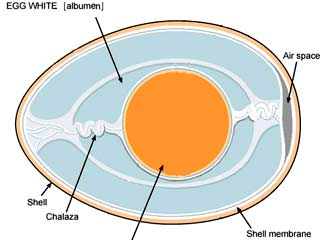 EGG WHITE [albumen]
Air space
Shell
Chalaza
Shell membrane